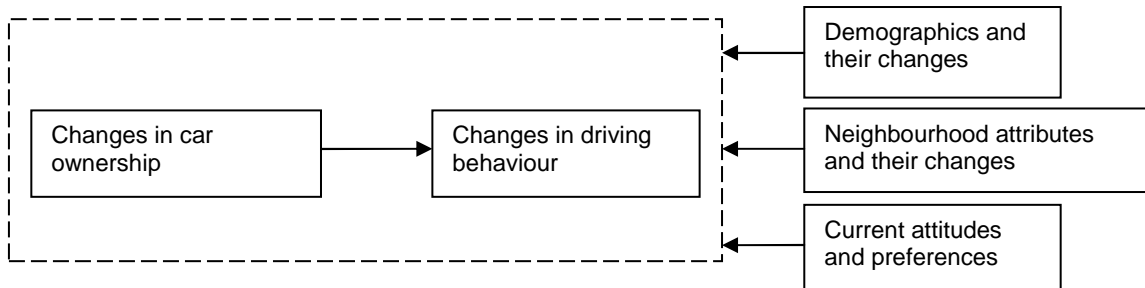 Demographics and
their changes
Changes in car
ownership
Changes in driving
behaviour
Neighbourhood attributes
and their changes
Current attitudes
and preferences